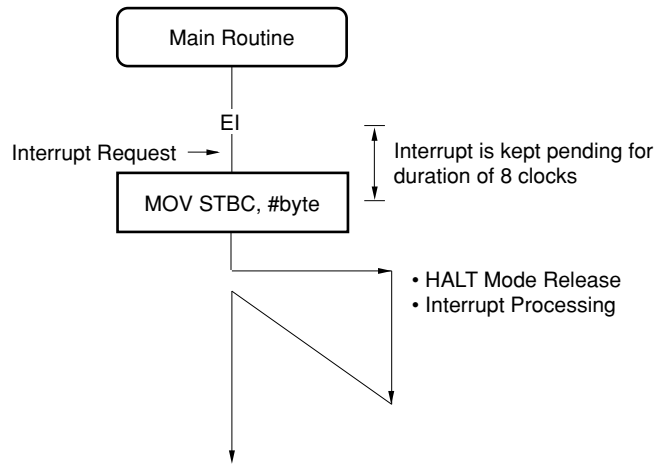 Main Routine
EI
Interrupt Request
Interrupt is kept pending for
duration of 8 clocks
MOV STBC, #byte
• HALT Mode Release
• Interrupt Processing